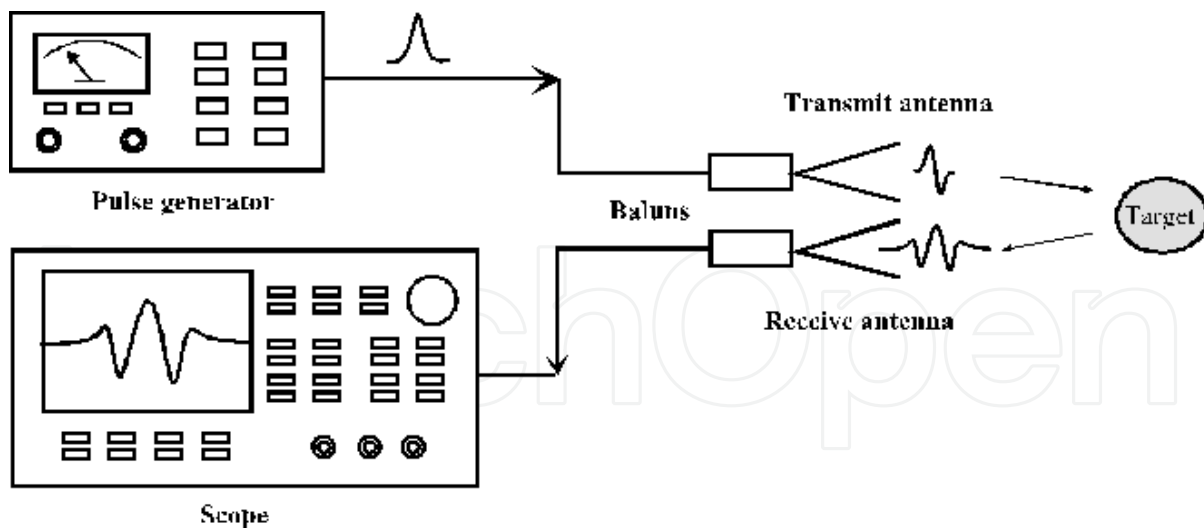 Transmit antenna
Pulse generator
Baluns
Target
Receive antenna
Scope